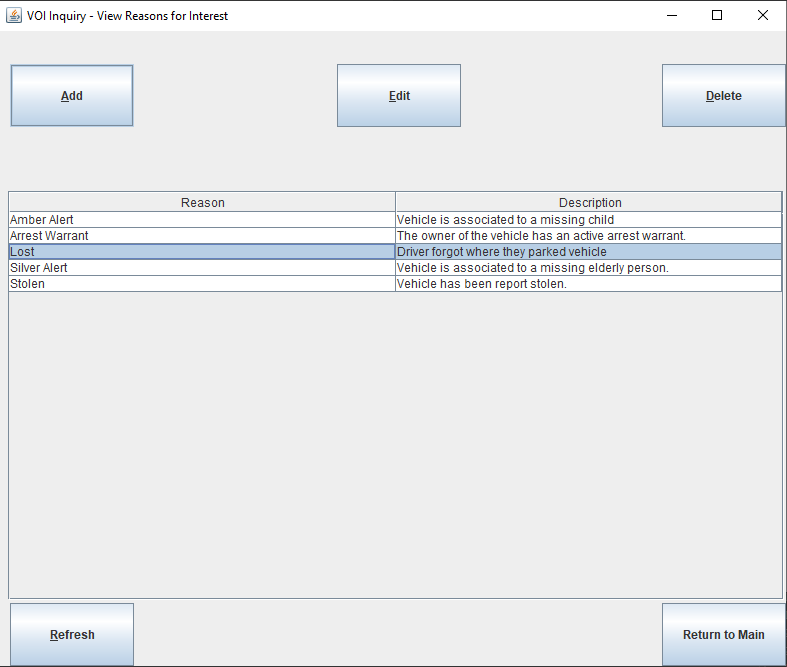 VOI Inquiry - View Reasons for Interest
Add Edit Delete
Reason Description
Amber Alert Vehicle is associated to a missing child
Arrest Warrant The owner of the vehicle has an active arrest warrant.
Lost Driver forgot where they parked vehicle
Silver Alert Vehicle is associated to a missing elderly person.
Stolen Vehicle has been report stolen.
Refresh Return to Main